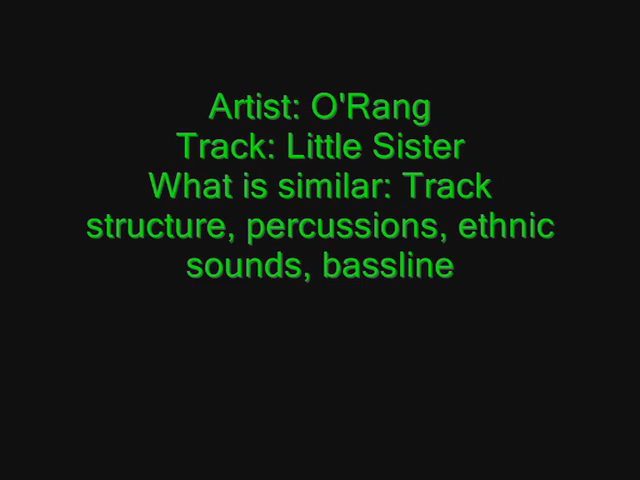 Artist: O'Rang
Track: Little Sister
What is similar: Track
structure, percussions, ethnic
sounds, bassline